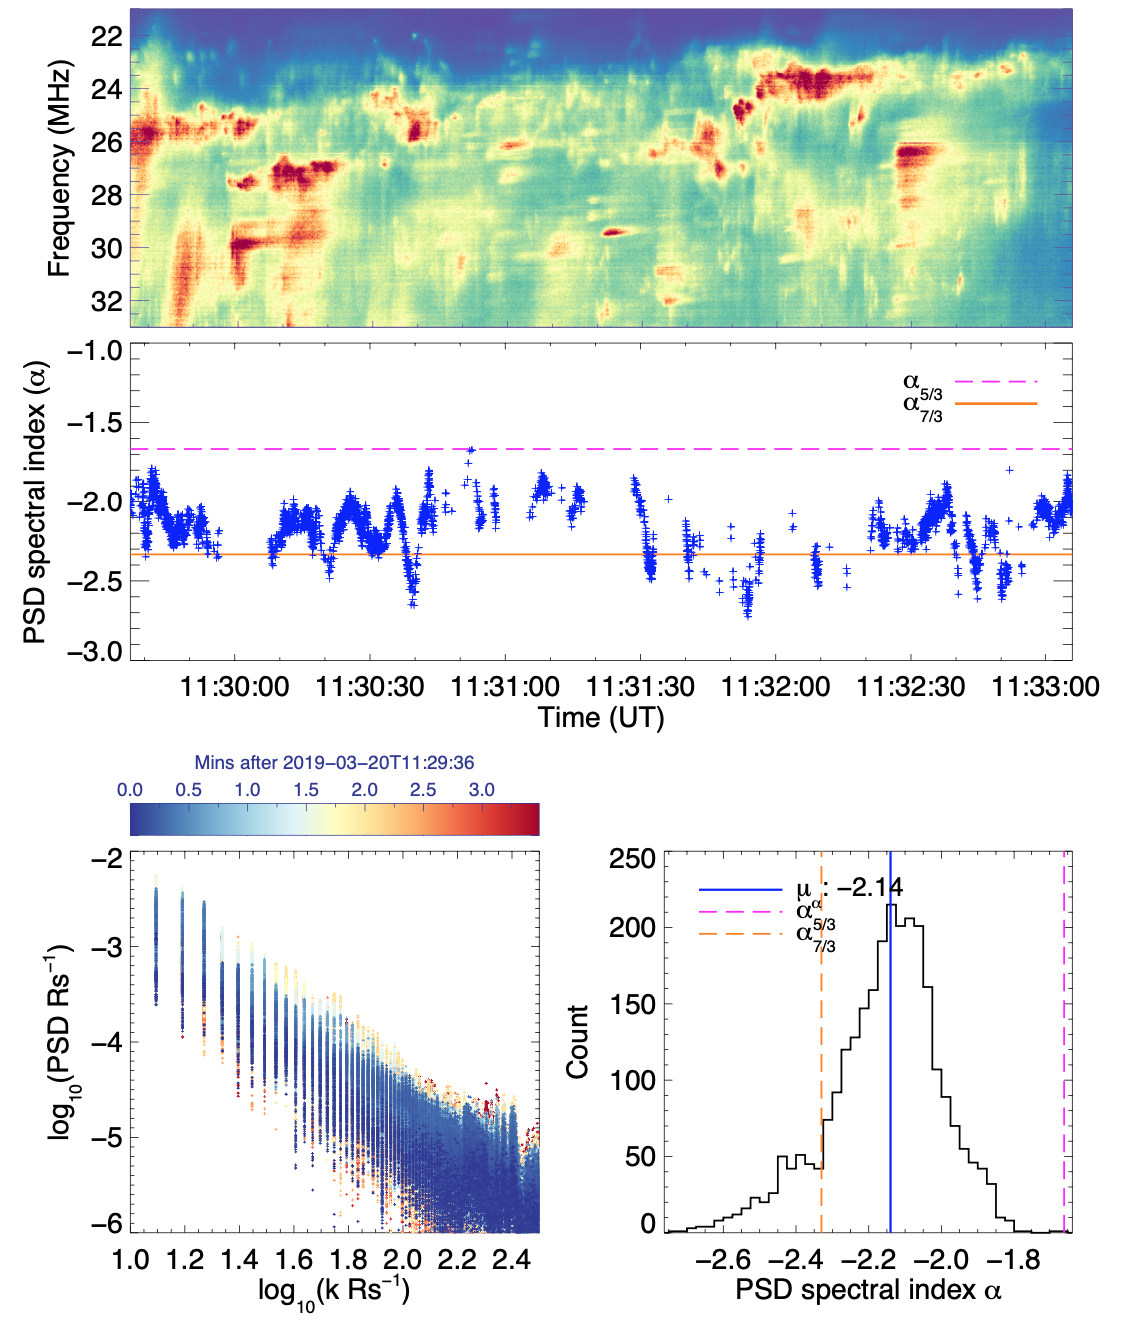 22
24
26
28
30
32
Frequency (MHz)
−1.0
−1.5
−2.0
−2.5
−3.0
PSD spectral index (α)
α5/3
α7/3
11:30:00 11:30:30 11:31:00 11:31:30 11:32:00 11:32:30 11:33:00
Time (UT)
Mins after 2019−03−20T11:29:36
0.0 0.5 1.0 1.5 2.0 2.5 3.0
−2
−3
−4
−5
−6
log10(PSD Rs−1)
1.0 1.2 1.4 1.6 1.8 2.0 2.2 2.4
log10(k Rs−1)
250
200
150
100
50
0
Count
μα: −2.14
α5/3
α7/3
−2.6 −2.4 −2.2 −2.0 −1.8
PSD spectral index α